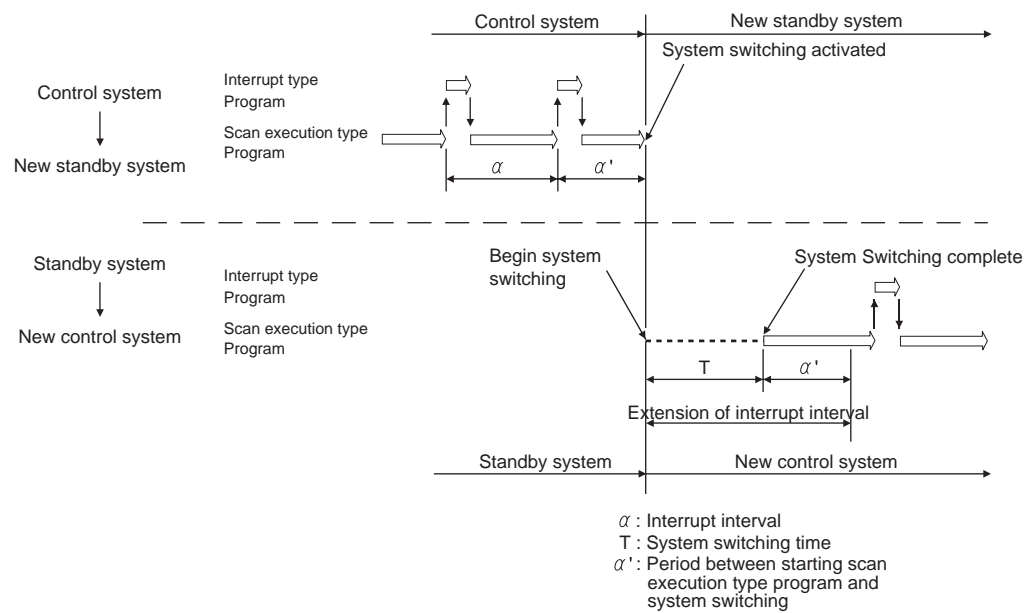 Control system
New standby system
System switching activated
Interrupt type
Program
Control system
Scan execution type
Program
New standby system
α
α'
Standby system
Begin system
switching
System Switching complete
Interrupt type
Program
New control system
Scan execution type
Program
T
α'
Extension of interrupt interval
Standby system
New control system
α : Interrupt interval
T : System switching time
α' : Period between starting scan
execution type program and
system switching